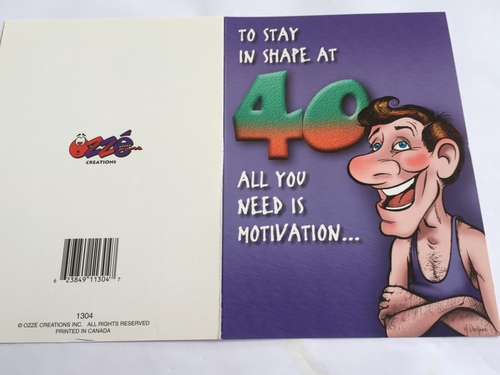 OZZÉ
CREATIONS
6 23849 11304 7
1304
© OZZÉ CREATIONS INC. ALL RIGHTS RESERVED
PRINTED IN CANADA
TO STAY
IN SHAPE AT
40
ALL YOU
NEED IS
MOTIVATION...